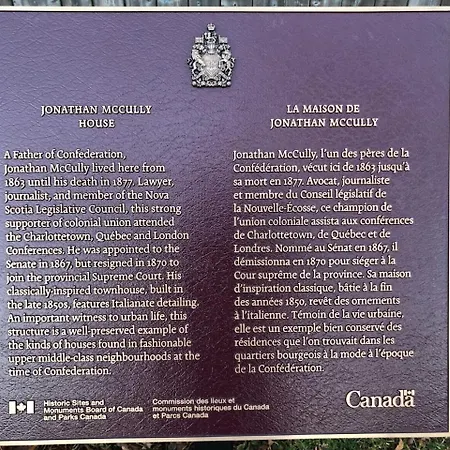 JONATHAN MCCULLY
HOUSE
A Father of Confederation,
Jonathan McCully lived here from
1863 until his death in 1877. Lawyer,
journalist, and member of the Nova
Scotia Legislative Council, this strong
supporter of colonial union attended
the Charlottetown, Québec and London
Conferences. He was appointed to the
Senate in 1867, but resigned in 1870 to
join the provincial Supreme Court. His
classically-inspired townhouse, built in
the late 1850s, features Italianate detailing.
An important witness to urban life, this
structure is a well-preserved example of
the kinds of houses found in fashionable
upper middle-class neighbourhoods at the
time of Confederation.
LA MAISON DE
JONATHAN MCCULLY
Jonathan McCully, l'un des pères de la
Confédération, vécut ici de 1863 jusqu'à
sa mort en 1877. Avocat, journaliste
et membre du Conseil législatif de
la Nouvelle-Écosse, ce champion de
l'union coloniale assista aux conférences
de Charlottetown, de Québec et de
Londres. Nommé au Sénat en 1867, il
démissionna en 1870 pour siéger à la
Cour suprême de la province. Sa maison
d'inspiration classique, bâtie à la fin
des années 1850, revêt des ornements
à l'italienne. Témoin de la vie urbaine,
elle est un exemple bien conservé des
résidences que l'on trouvait dans les
quartiers bourgeois à la mode à l'époque
de la Confédération.
Historic Sites and
Monuments Board of Canada
and Parks Canada
Commission des lieux et
monuments historiques du Canada
et Parcs Canada
Canada